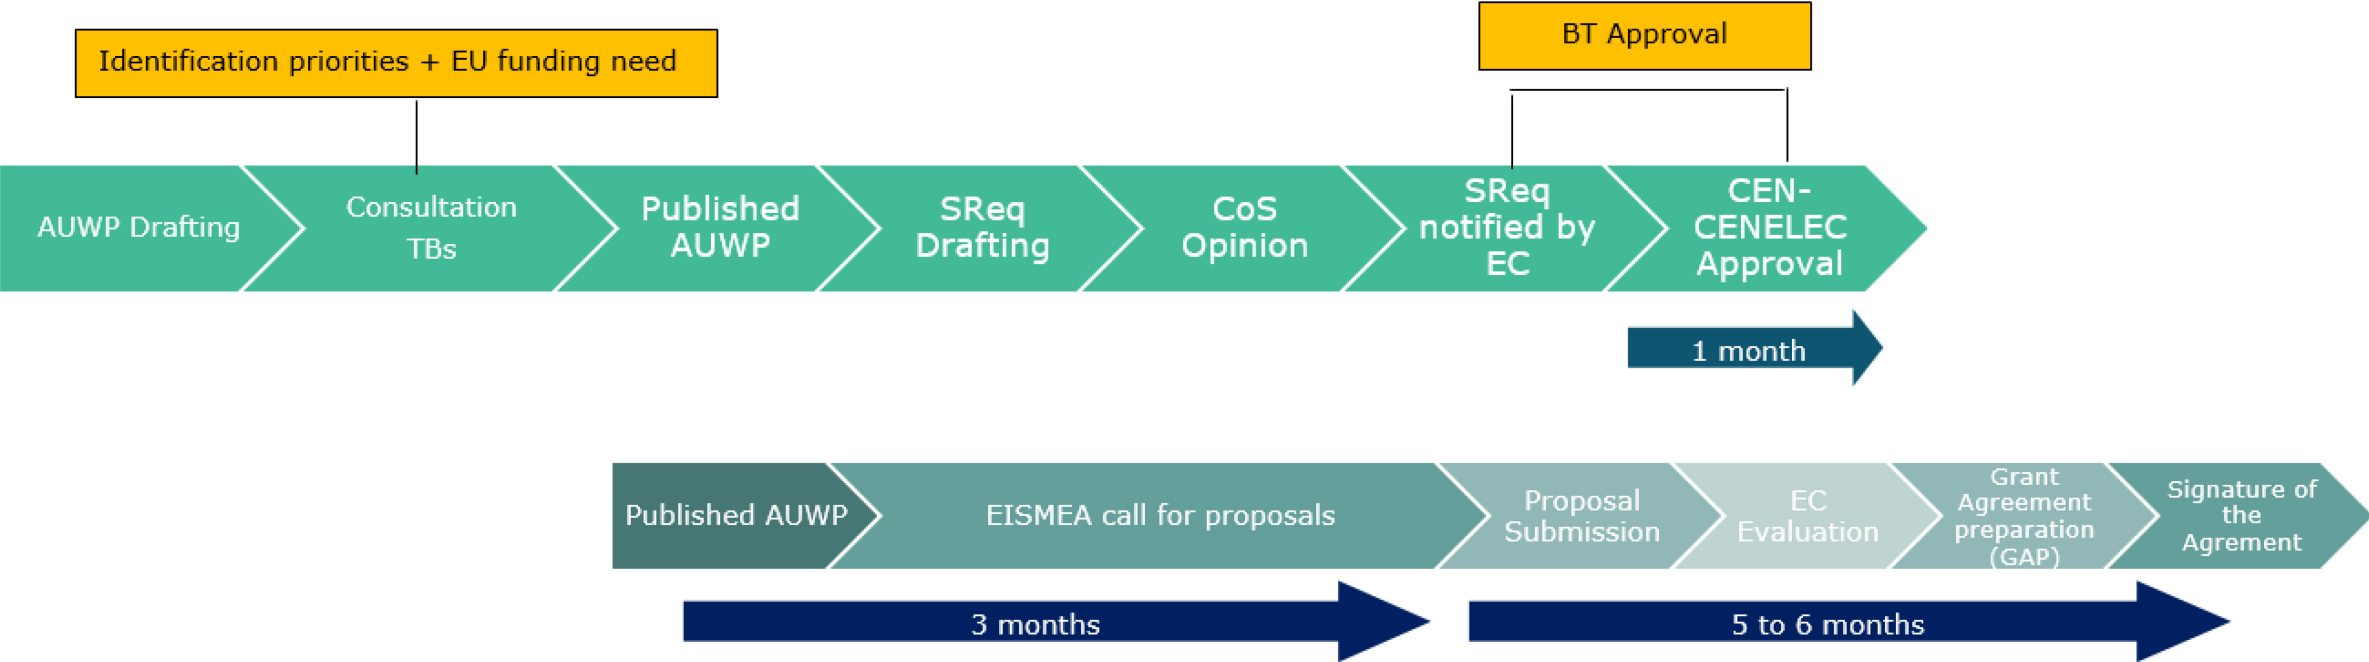 Identification priorities + EU funding need
BT Approval
AUWP Drafting
Consultation
TBs
Published
AUWP
SReq
Drafting
CoS
Opinion
SReq
notified by
EC
CEN-
CENELEC
Approval
1 month
Published AUWP
EISMEA call for proposals
Proposal
Submission
EC
Evaluation
Grant
Agreement
preparation
(GAP)
Signature of
the
Agrement
3 months
5 to 6 months